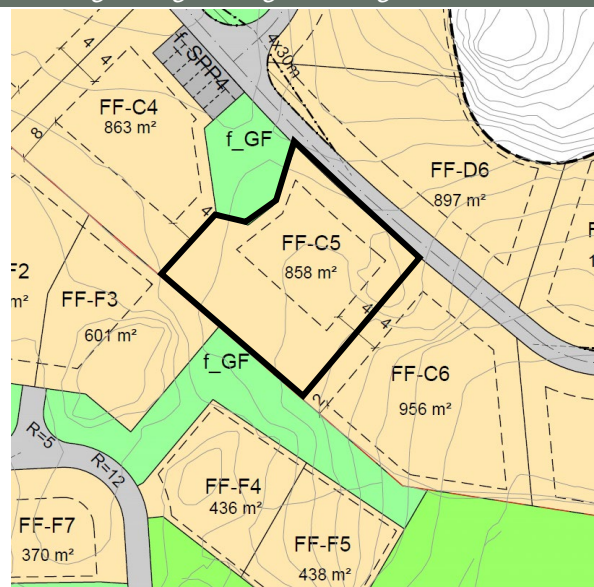 4x30m
f_SPP4
4
4
8
FF-C4
863 m²
f_GF
FF-D6
897 m²
F
1
4
FF-C5
858 m²
F2
m²
FF-F3
601 m²
4
4
f_GF
FF-C6
956 m²
2
R=5
R=12
FF-F4
436 m²
FF-F7
370 m²
FF-F5
438 m²